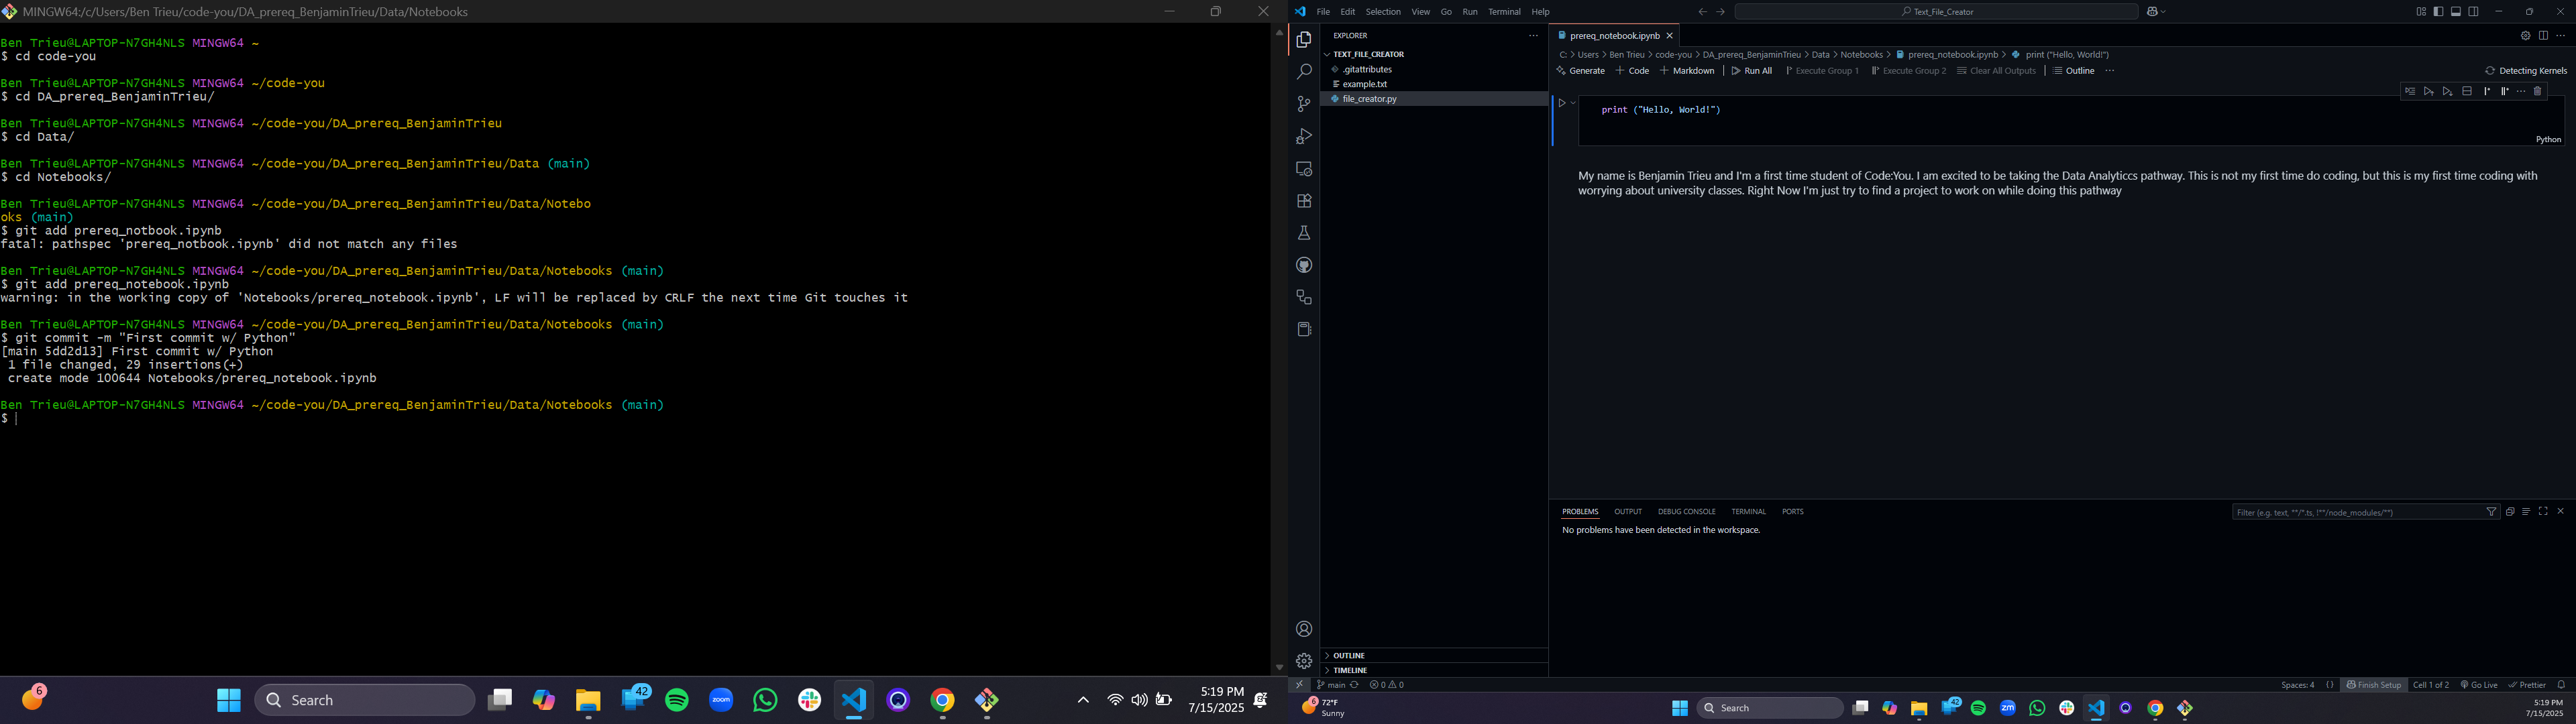 MINGW64:/c/Users/Ben Trieu/code-you/DA_prereq_BenjaminTrieu/Data/Notebooks
Ben Trieu@LAPTOP-N7GH4NLS MINGW64 ~
$ cd code-you
Ben Trieu@LAPTOP-N7GH4NLS MINGW64 ~/code-you
$ cd DA_prereq_BenjaminTrieu/
Ben Trieu@LAPTOP-N7GH4NLS MINGW64 ~/code-you/DA_prereq_BenjaminTrieu
$ cd Data/
Ben Trieu@LAPTOP-N7GH4NLS MINGW64 ~/code-you/DA_prereq_BenjaminTrieu/Data (main)
$ cd Notebooks/
Ben Trieu@LAPTOP-N7GH4NLS MINGW64 ~/code-you/DA_prereq_BenjaminTrieu/Data/Notebo
oks (main)
$ git add prereq_notbook.ipynb
fatal: pathspec 'prereq_notbook.ipynb' did not match any files
Ben Trieu@LAPTOP-N7GH4NLS MINGW64 ~/code-you/DA_prereq_BenjaminTrieu/Data/Notebooks (main)
$ git add prereq_notebook.ipynb
warning: in the working copy of 'Notebooks/prereq_notebook.ipynb', LF will be replaced by CRLF the next time Git touches it
Ben Trieu@LAPTOP-N7GH4NLS MINGW64 ~/code-you/DA_prereq_BenjaminTrieu/Data/Notebooks (main)
$ git commit -m "First commit w/ Python"
[main 5dd2d13] First commit w/ Python
1 file changed, 29 insertions(+)
create mode 100644 Notebooks/prereq_notebook.ipynb
Ben Trieu@LAPTOP-N7GH4NLS MINGW64 ~/code-you/DA_prereq_BenjaminTrieu/Data/Notebooks (main)
$
6
Search
42
zoom
5:19 PM
7/15/2025
File Edit Selection View Go Run Terminal Help
Text_File_Creator
EXPLORER
TEXT_FILE_CREATOR
.gitattributes
example.txt
file_creator.py
OUTLINE
TIMELINE
prereq_notebook.ipynb
C: > Users > Ben Trieu > code-you > DA_prereq_BenjaminTrieu > Data > Notebooks > prereq_notebook.ipynb > print ("Hello, World!")
Generate + Code + Markdown Run All Execute Group 1 Execute Group 2 Clear All Outputs Outline ... Detecting Kernels
print ("Hello, World!")
Python
My name is Benjamin Trieu and I'm a first time student of Code:You. I am excited to be taking the Data Analyticcs pathway. This is not my first time do coding, but this is my first time coding with
worrying about university classes. Right Now I'm just try to find a project to work on while doing this pathway
PROBLEMS OUTPUT DEBUG CONSOLE TERMINAL PORTS
Filter (e.g. text, **/*.ts, !**/node_modules/**)
No problems have been detected in the workspace.
main 0 0
Spaces: 4 {} Finish Setup Cell 1 of 2 Go Live Prettier
6
72°F
Sunny
Search
42
zm
5:19 PM
7/15/2025